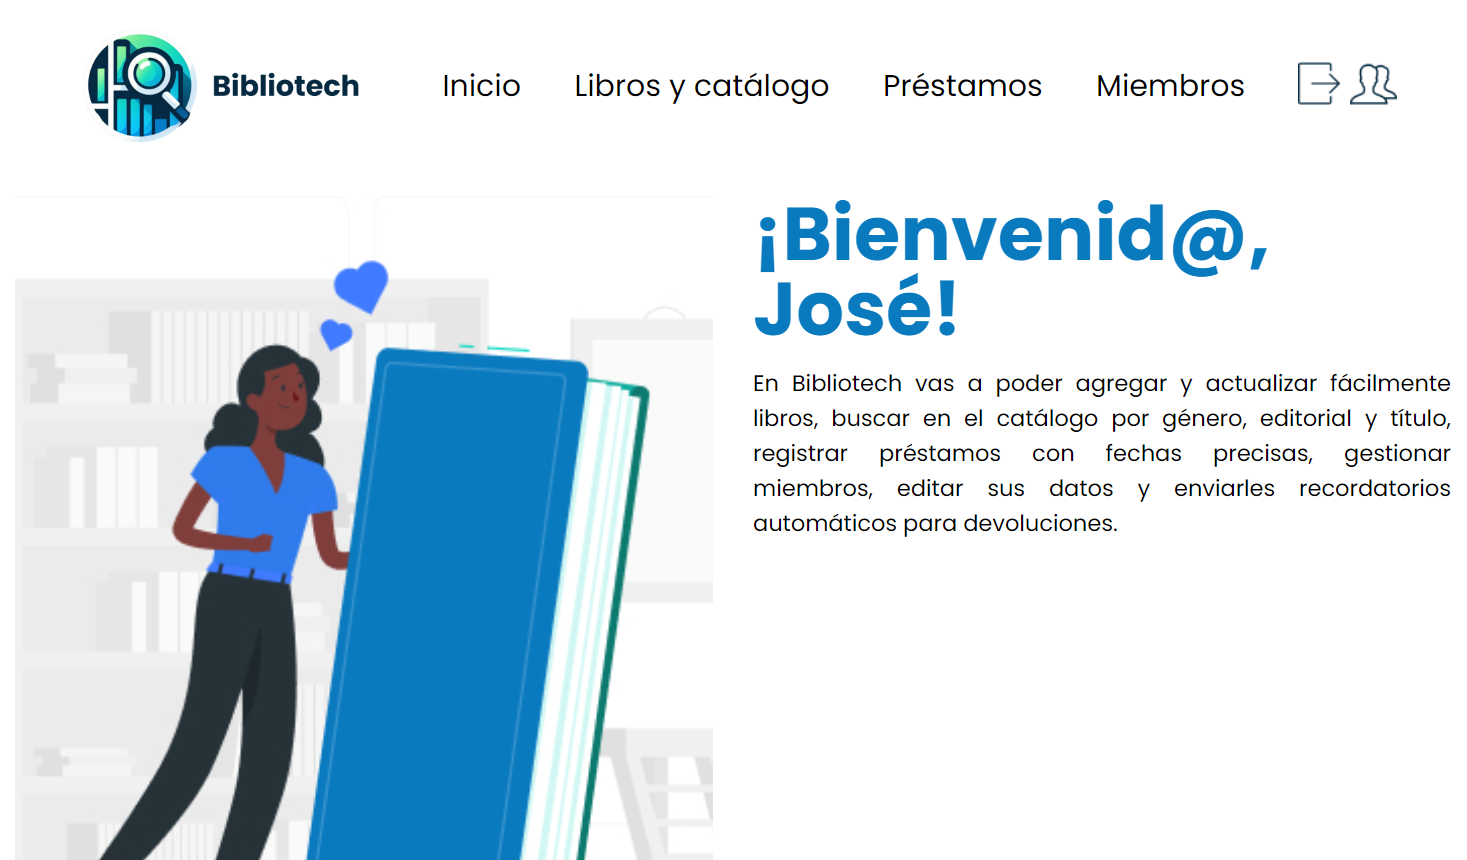 Bibliotech
Inicio
Libros y catálogo
Préstamos
Miembros
¡Bienvenid@,
José!
En Bibliotech vas a poder agregar y actualizar fácilmente
libros, buscar en el catálogo por género, editorial y título,
registrar préstamos con fechas precisas, gestionar
miembros, editar sus datos y enviarles recordatorios
automáticos para devoluciones.